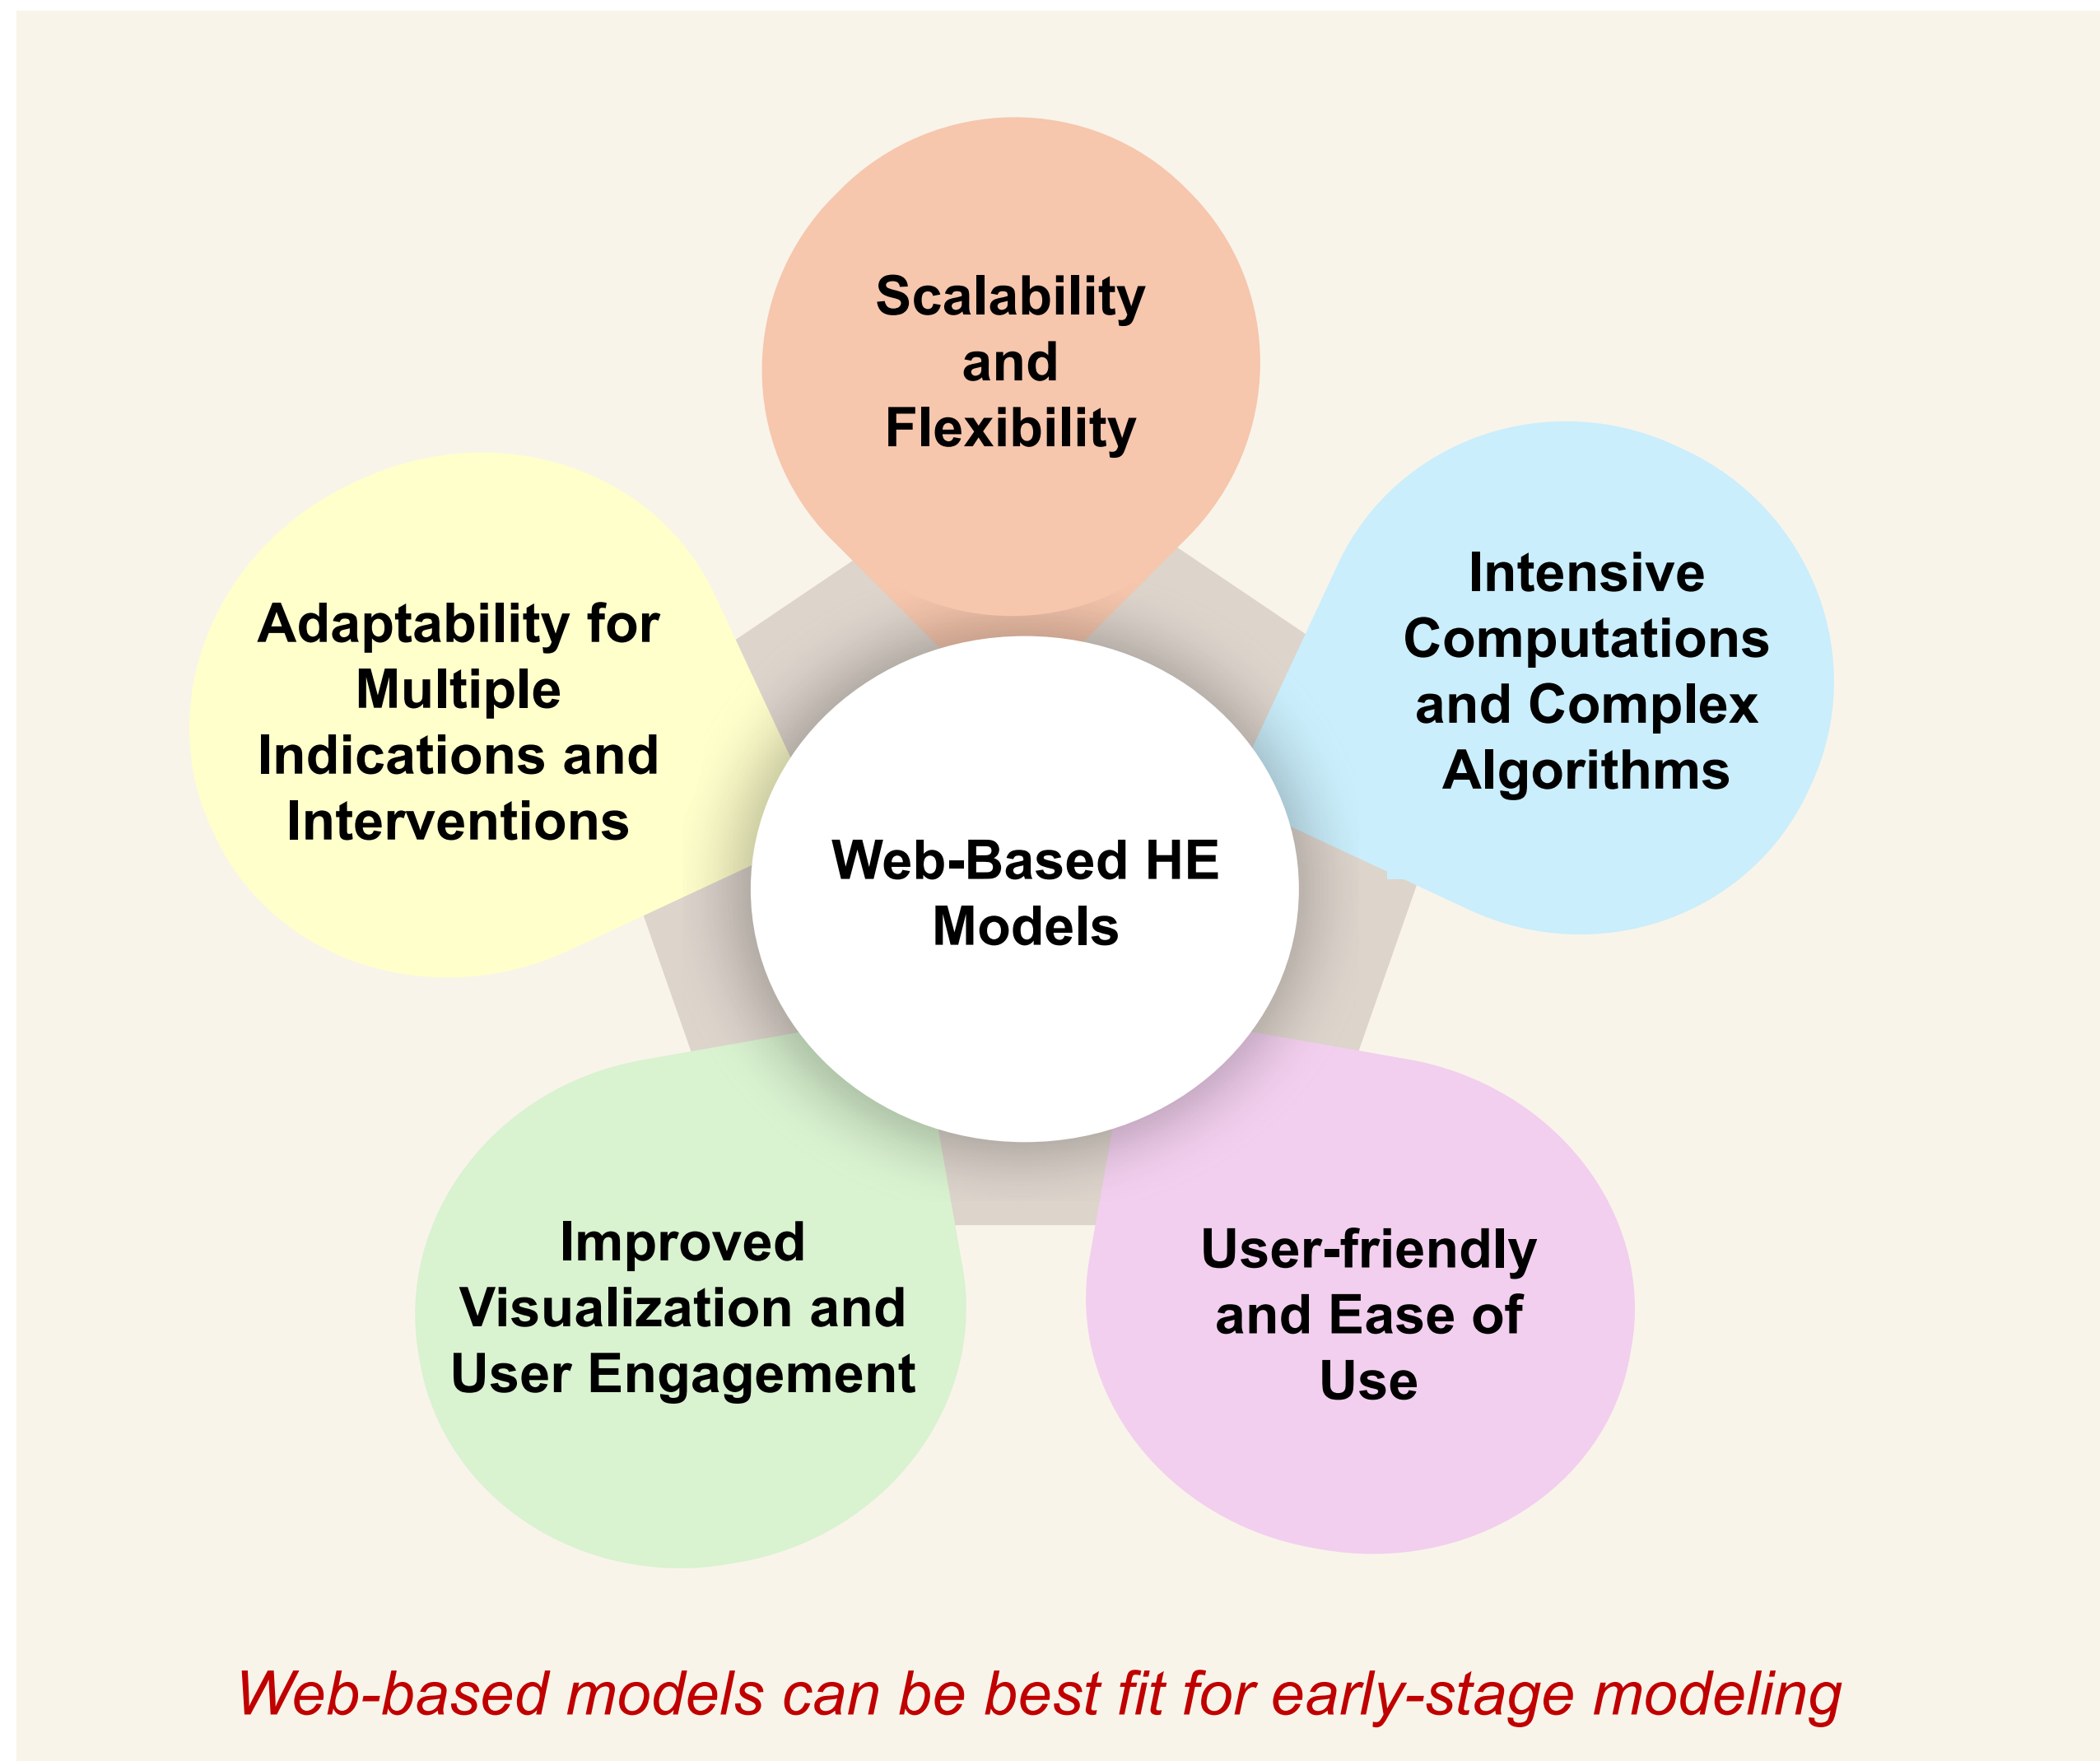 Scalability
and
Flexibility
Intensive
Computations
and Complex
Algorithms
Adaptability for
Multiple
Indications and
Interventions
Web-Based HE
Models
Improved
Visualization and
User Engagement
User-friendly
and Ease of
Use
Web-based models can be best fit for early-stage modeling